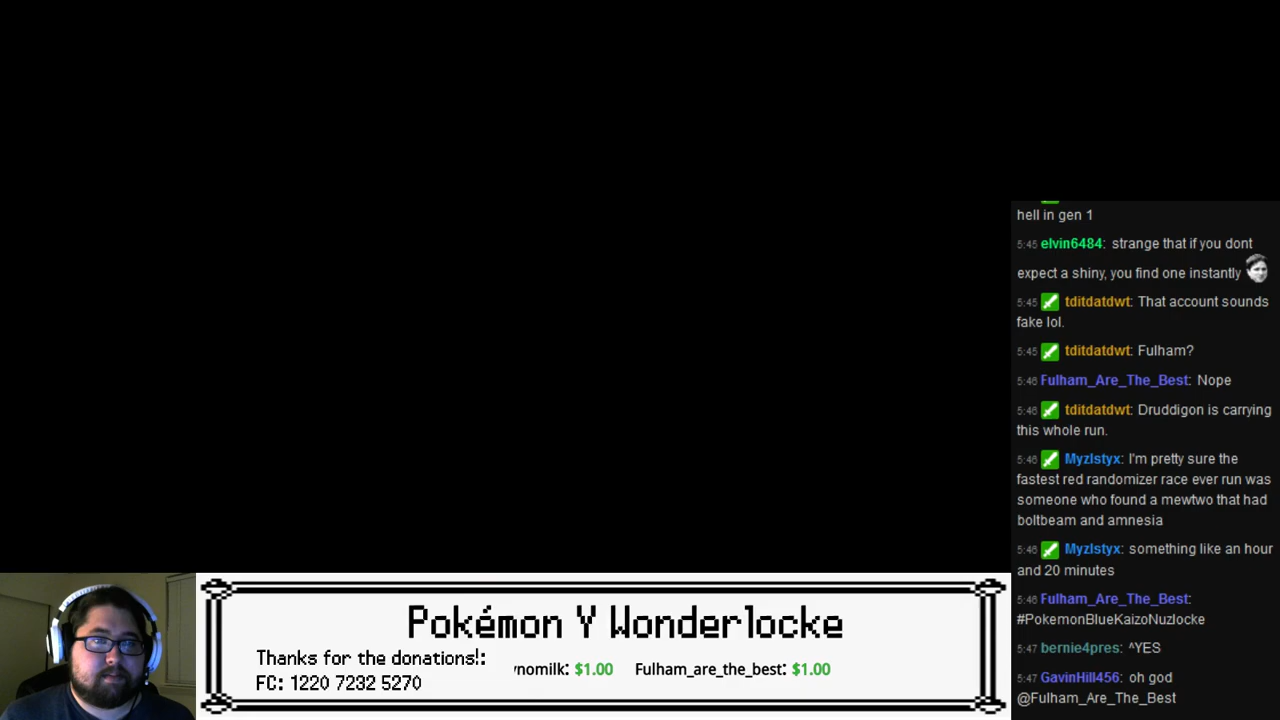 hell in gen 1
5:45 elvin6484: strange that if you dont
expect a shiny, you find one instantly
5:45 tditdatdwt: That account sounds
fake lol.
5:45 tditdatdwt: Fulham?
5:46 Fulham_Are_The_Best: Nope
5:46 tditdatdwt: Druddigon is carrying
this whole run.
5:46 Myzlstyx: I'm pretty sure the
fastest red randomizer race ever run was
someone who found a mewtwo that had
boltbeam and amnesia
5:46 Myzlstyx: something like an hour
and 20 minutes
5:46 Fulham_Are_The_Best:
#PokemonBlueKaizoNuzlocke
5:47 bernie4pres: ^YES
5:47 GavinHill456: oh god
@Fulham_Are_The_Best
Pokémon Y Wonderlocke
Thanks for the donations!:
ynomilk: $1.00 Fulham_are_the_best: $1.00
FC: 1220 7232 5270